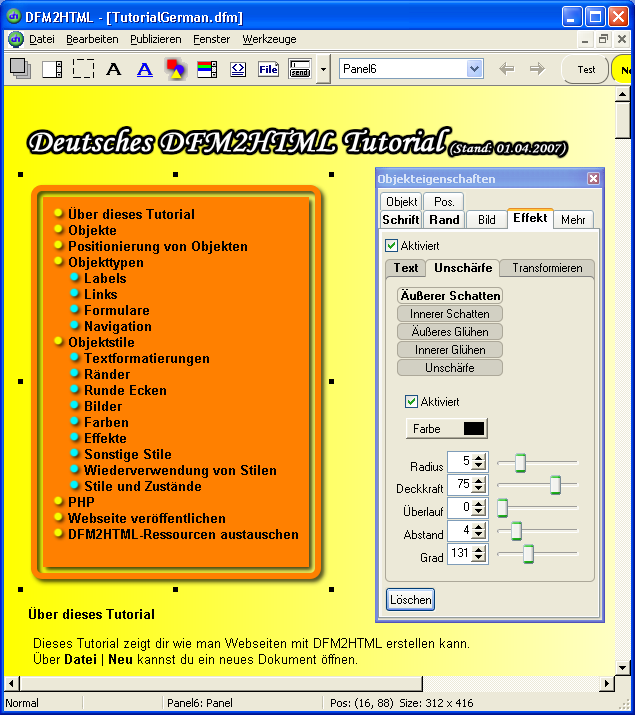 DFM2HTML - [TutorialGerman.dfm]
Datei Bearbeiten Publizieren Fenster Werkzeuge
A A File send Panel6 Test
Deutsches DFM2HTML Tutorial (Stand: 01.04.2007)
Über dieses Tutorial
Objekte
Positionierung von Objekten
Objekttypen
Labels
Links
Formulare
Navigation
Objektstile
Textformatierungen
Ränder
Runde Ecken
Bilder
Farben
Effekte
Sonstige Stile
Wiederverwendung von Stilen
Stile und Zustände
PHP
Webseite veröffentlichen
DFM2HTML-Ressourcen austauschen
Objekteigenschaften
Objekt Pos.
Schrift Rand Bild Effekt Mehr
Aktiviert
Text Unschärfe Transformieren
Äußerer Schatten
Innerer Schatten
Äußeres Glühen
Innerer Glühen
Unschärfe
Aktiviert
Farbe
Radius 5
Deckkraft 75
Überlauf 0
Abstand 4
Grad 131
Löschen
Über dieses Tutorial
Dieses Tutorial zeigt dir wie man Webseiten mit DFM2HTML erstellen kann.
Über Datei | Neu kannst du ein neues Dokument öffnen.
Normal Panel6: Panel Pos: (16, 88) Size: 312 x 416